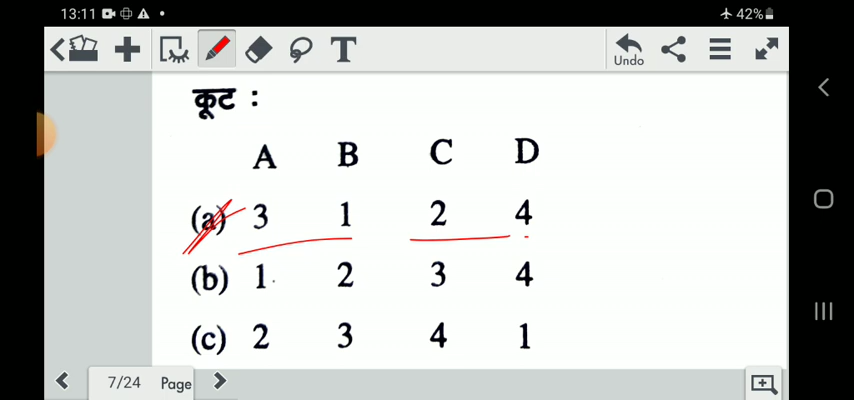 13:11 42%
T Undo
कूट :
A B C D
(a) 3 1 2 4
(b) 1 2 3 4
(c) 2 3 4 1
7/24 Page